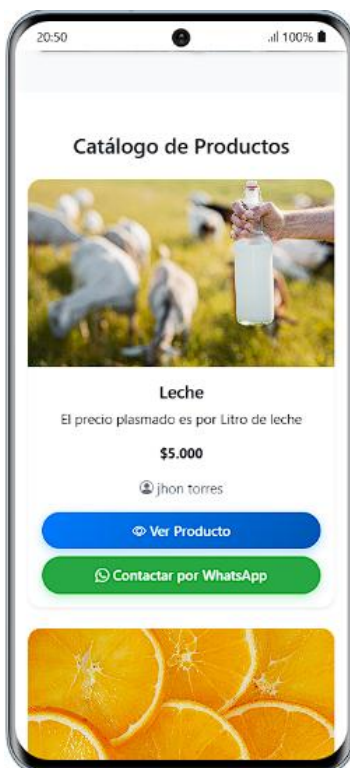 20:50
100%
Catálogo de Productos
Leche
El precio plasmado es por Litro de leche
$5.000
jhon torres
Ver Producto
Contactar por WhatsApp